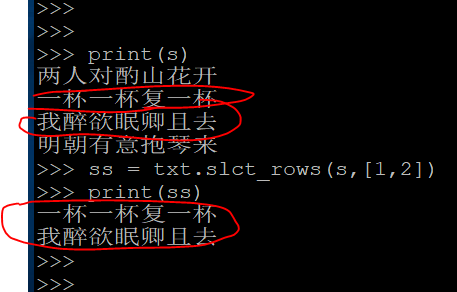 >>>
>>>
>>> print(s)
两人对酌山花开
一杯一杯复一杯
我醉欲眠卿且去
明朝有意抱琴来
>>> ss = txt.slct_rows(s,[1,2])
>>> print(ss)
一杯一杯复一杯
我醉欲眠卿且去
>>>
>>>